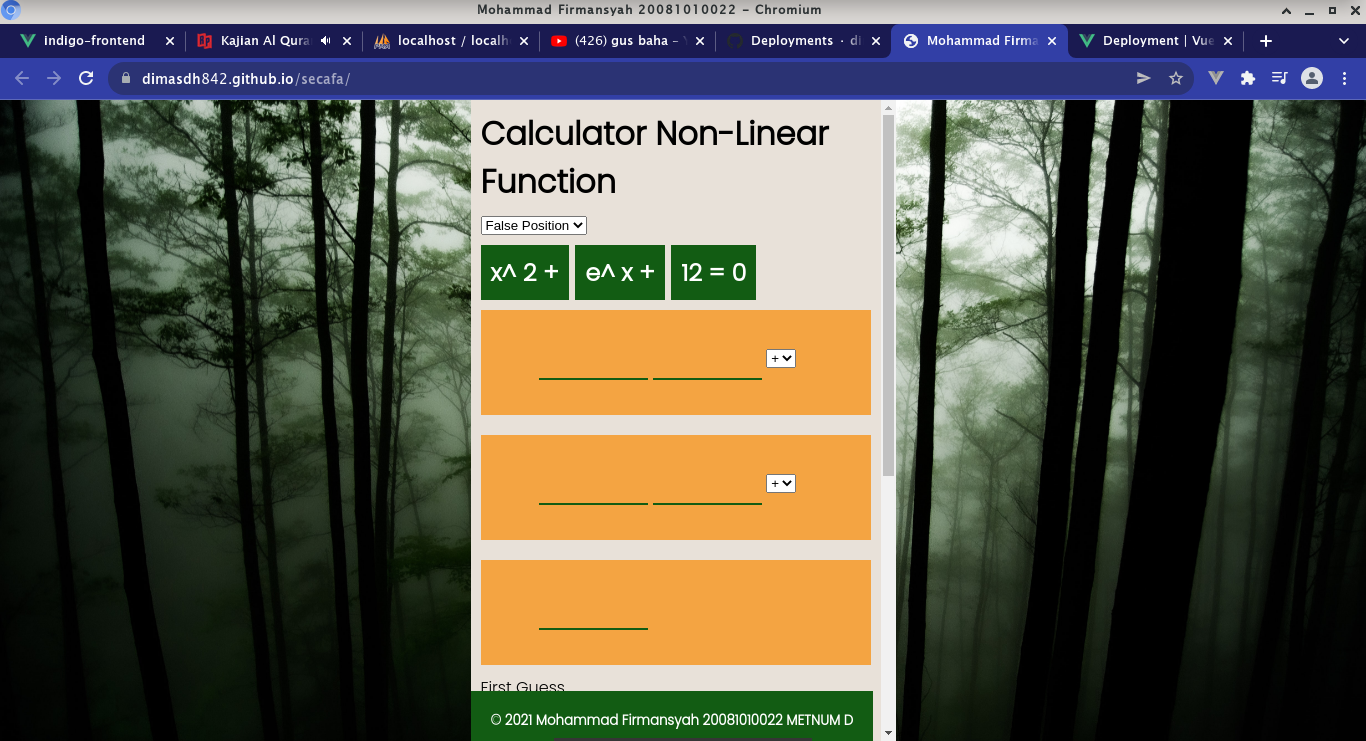 Mohammad Firmansyah 20081010022 - Chromium
indigo-frontend
Kajian Al Qura
localhost / localh
(426) gus baha -
Deployments · di
Mohammad Firma
Deployment | Vue
dimasdh842.github.io/secafa/
Calculator Non-Linear
Function
False Position
x^ 2 +
e^ x +
12 = 0
+
+
First Guess
© 2021 Mohammad Firmansyah 20081010022 METNUM D